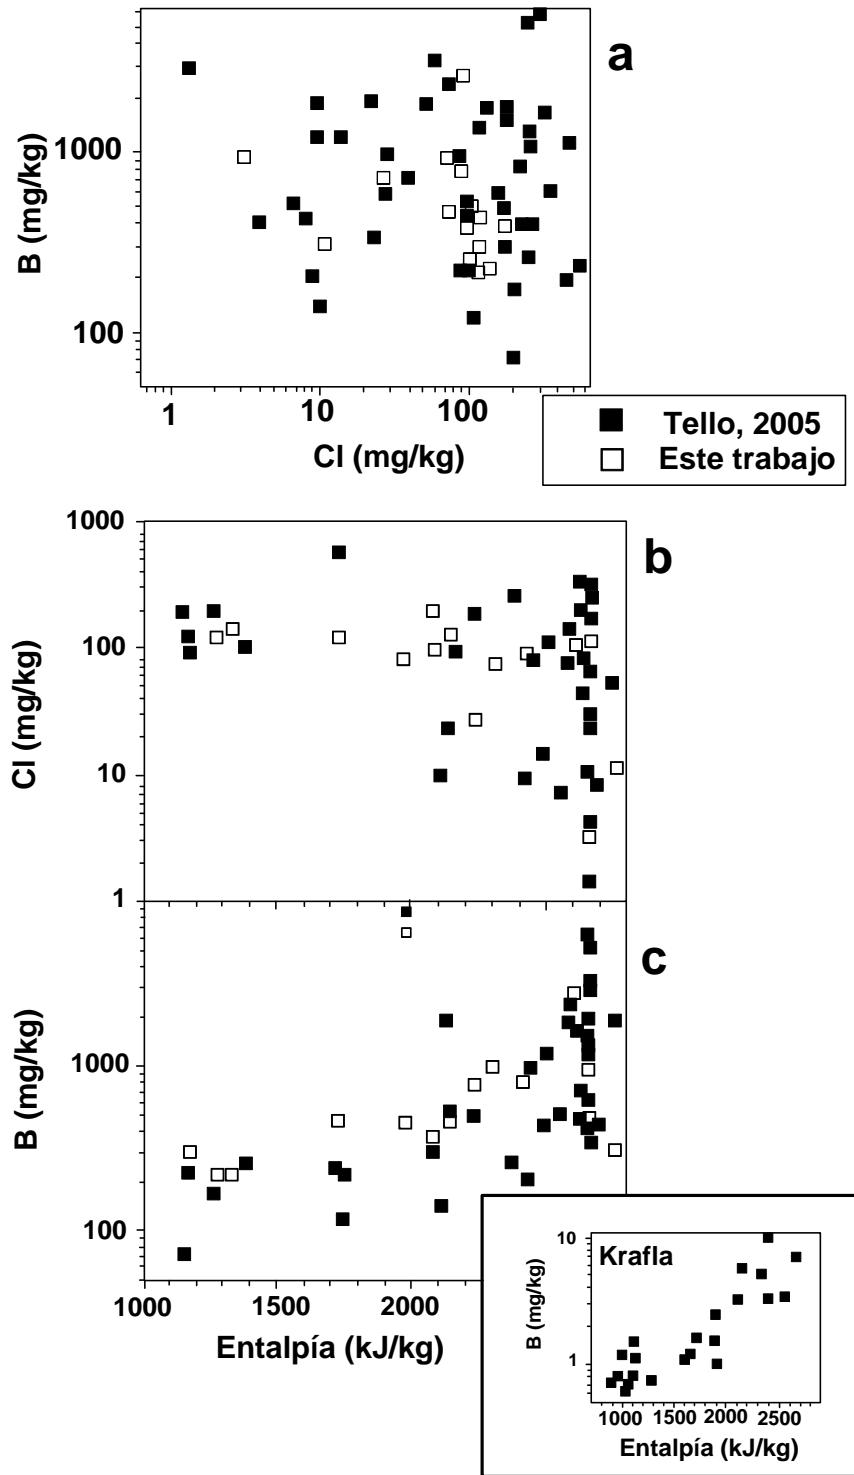 a
B (mg/kg)
1000
100
1
10
100
Cl (mg/kg)
Tello, 2005
Este trabajo
b
Cl (mg/kg)
1000
100
10
1
c
B (mg/kg)
1000
100
1000
1500
2000
Entalpía (kJ/kg)
Krafla
B (mg/kg)
10
1
1000
1500
2000
2500
Entalpía (kJ/kg)